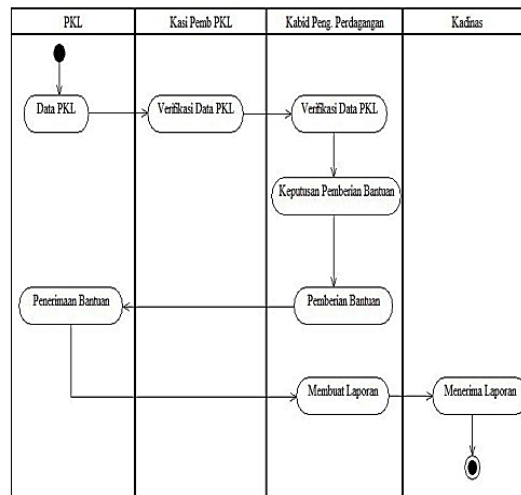 PKL
Kasi Pemb PKL
Kabid Peng. Perdagangan
Kadinas
Data PKL
Verifikasi Data PKL
Verifikasi Data PKL
Keputusan Pemberian Bantuan
Penerimaan Bantuan
Pemberian Bantuan
Membuat Laporan
Menerima Laporan